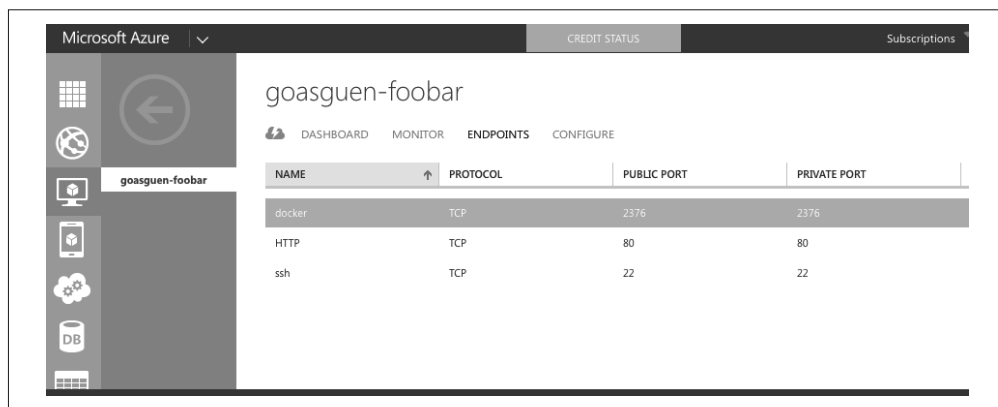 Microsoft Azure
CREDIT STATUS
Subscriptions
goasguen-foobar
goasguen-foobar
DASHBOARD MONITOR ENDPOINTS CONFIGURE
NAME PROTOCOL PUBLIC PORT PRIVATE PORT
docker TCP 2376 2376
HTTP TCP 80 80
ssh TCP 22 22
DB